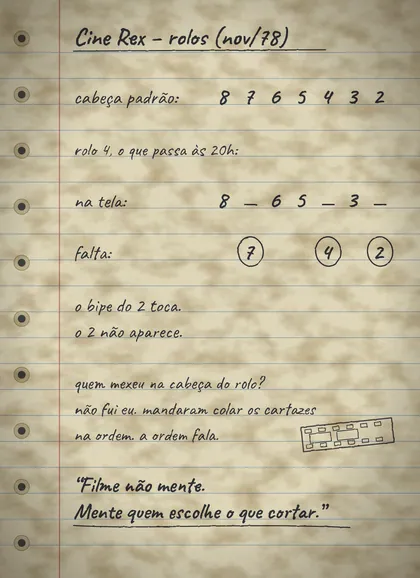 Cine Rex – rolos (nov/78)
cabeça padrão: 8 7 6 5 4 3 2
rolo 4, o que passa às 20h:
na tela: 8 _ 6 5 _ 3 _
falta: 7 4 2
o bipe do 2 toca.
o 2 não aparece.
quem mexeu na cabeça do rolo?
não fui eu. mandaram colar os cartazes
na ordem. a ordem fala.
"Filme não mente.
Mente quem escolhe o que cortar."